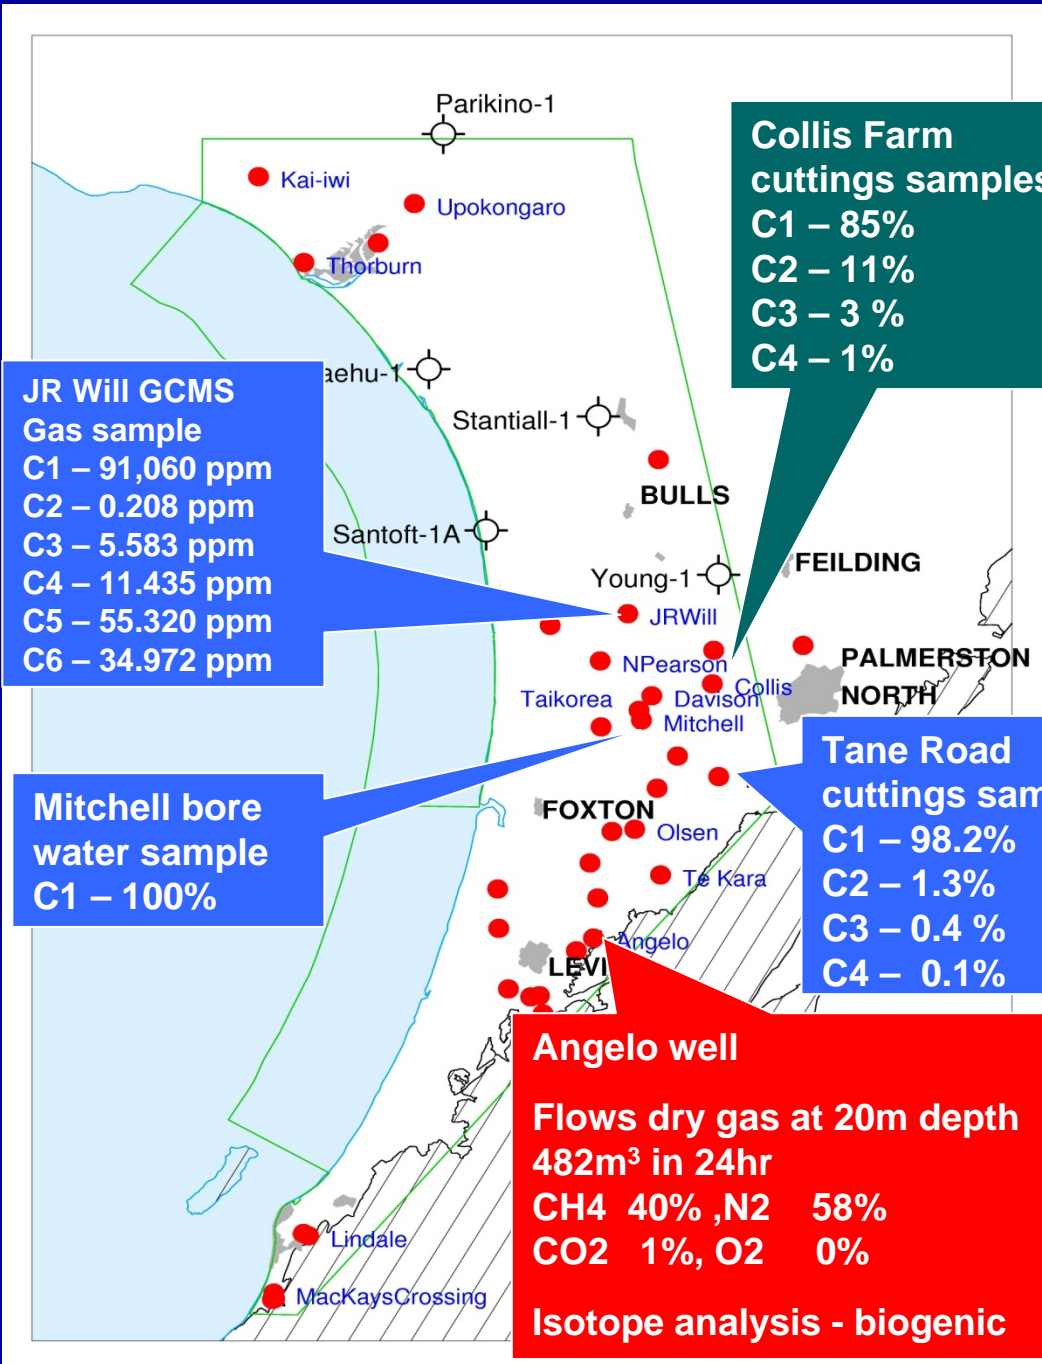 Parikino-1
Kai-iwi
Upokongaro
Thorburn
Collis Farm
cuttings samples
C1 – 85%
C2 – 11%
C3 – 3 %
C4 – 1%
aehu-1
Stantiall-1
BULLS
Santoft-1A
Young-1
FEILDING
JR Will GCMS
Gas sample
C1 – 91,060 ppm
C2 – 0.208 ppm
C3 – 5.583 ppm
C4 – 11.435 ppm
C5 – 55.320 ppm
C6 – 34.972 ppm
JRWill
NPearson
PALMERSTON
NORTH
Collis
Taikorea
Davison
Mitchell
Mitchell bore
water sample
C1 – 100%
Tane Road
cuttings sam
C1 – 98.2%
C2 – 1.3%
C3 – 0.4 %
C4 – 0.1%
FOXTON
Olsen
Te Kara
Angelo
LEVI
Angelo well
Flows dry gas at 20m depth
482m³ in 24hr
CH4 40% ,N2 58%
CO2 1%, O2 0%
Isotope analysis - biogenic
Lindale
MacKaysCrossing